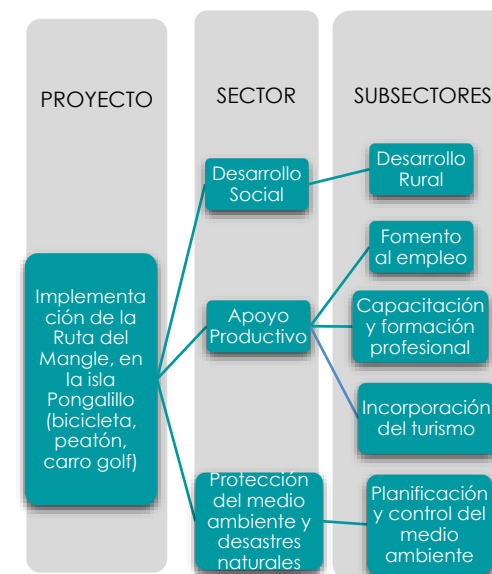 PROYECTO
SECTOR
SUBSECTORES
Implementa
ción de la
Ruta del
Mangle, en
la isla
Pongalillo
(bicicleta,
peatón,
carro golf)
Desarrollo
Social
Apoyo
Productivo
Protección
del medio
ambiente y
desastres
naturales
Desarrollo
Rural
Fomento
al empleo
Capacitación
y formación
profesional
Incorporación
del turismo
Planificación
y control del
medio
ambiente